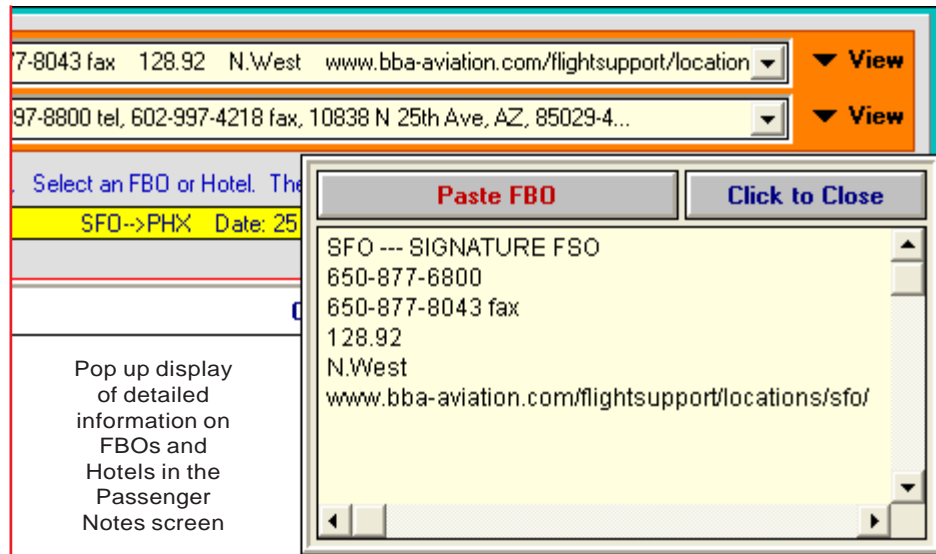 7-8043 fax 128.92 N.West www.bba-aviation.com/flightsupport/location
View
97-8800 tel, 602-997-4218 fax, 10838 N 25th Ave, AZ, 85029-4...
View
Select an FBO or Hotel.
SFO-->PHX Date: 25
Paste FBO
Click to Close
SFO --- SIGNATURE FSO
650-877-6800
650-877-8043 fax
128.92
N.West
www.bba-aviation.com/flightsupport/locations/sfo/
Pop up display
of detailed
information on
FBOs and
Hotels in the
Passenger
Notes screen